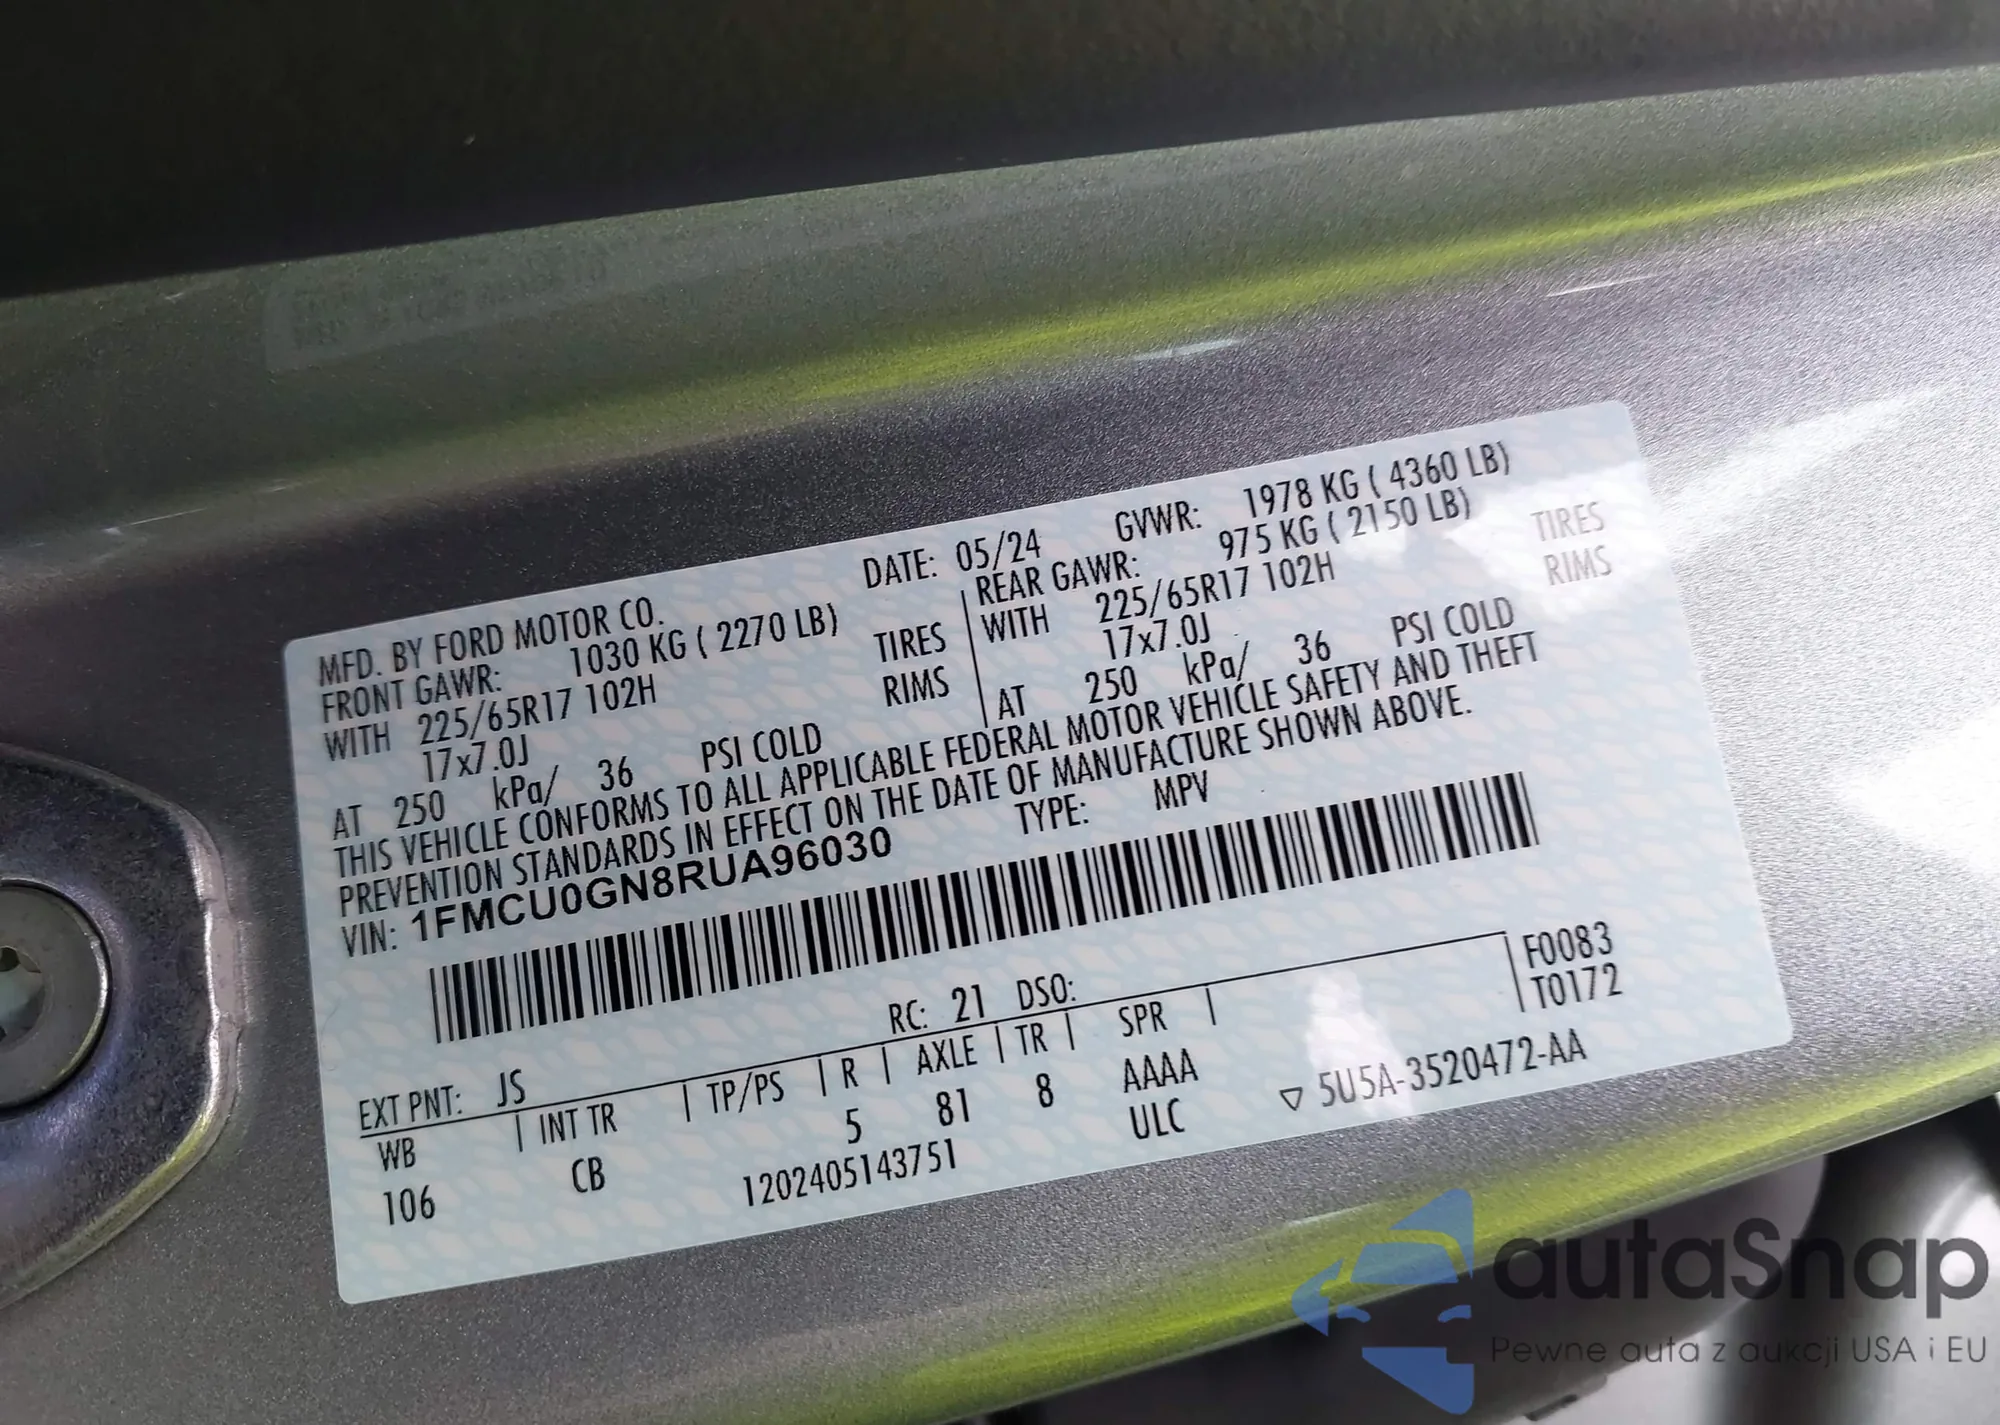 MFD. BY FORD MOTOR CO. DATE: 05/24 GVWR: 1978 KG ( 4360 LB)
FRONT GAWR: 1030 KG ( 2270 LB) REAR GAWR: 975 KG ( 2150 LB)
WITH 225/65R17 102H TIRES WITH 225/65R17 102H TIRES
17x7.0J RIMS 17x7.0J RIMS
AT 250 kPa/ 36 PSI COLD AT 250 kPa/ 36 PSI COLD
THIS VEHICLE CONFORMS TO ALL APPLICABLE FEDERAL MOTOR VEHICLE SAFETY AND THEFT
PREVENTION STANDARDS IN EFFECT ON THE DATE OF MANUFACTURE SHOWN ABOVE.
VIN: 1FMCU0GN8RUA96030 TYPE: MPV
F0083
T0172
EXT PNT: JS RC: 21 DSO:
WB INT TR TP/PS R AXLE TR SPR
106 CB 5 81 8 AAAA
1202405143751 ULC
▽ 5U5A-3520472-AA
autaSnap
Pewne auta z aukcji USA i EU